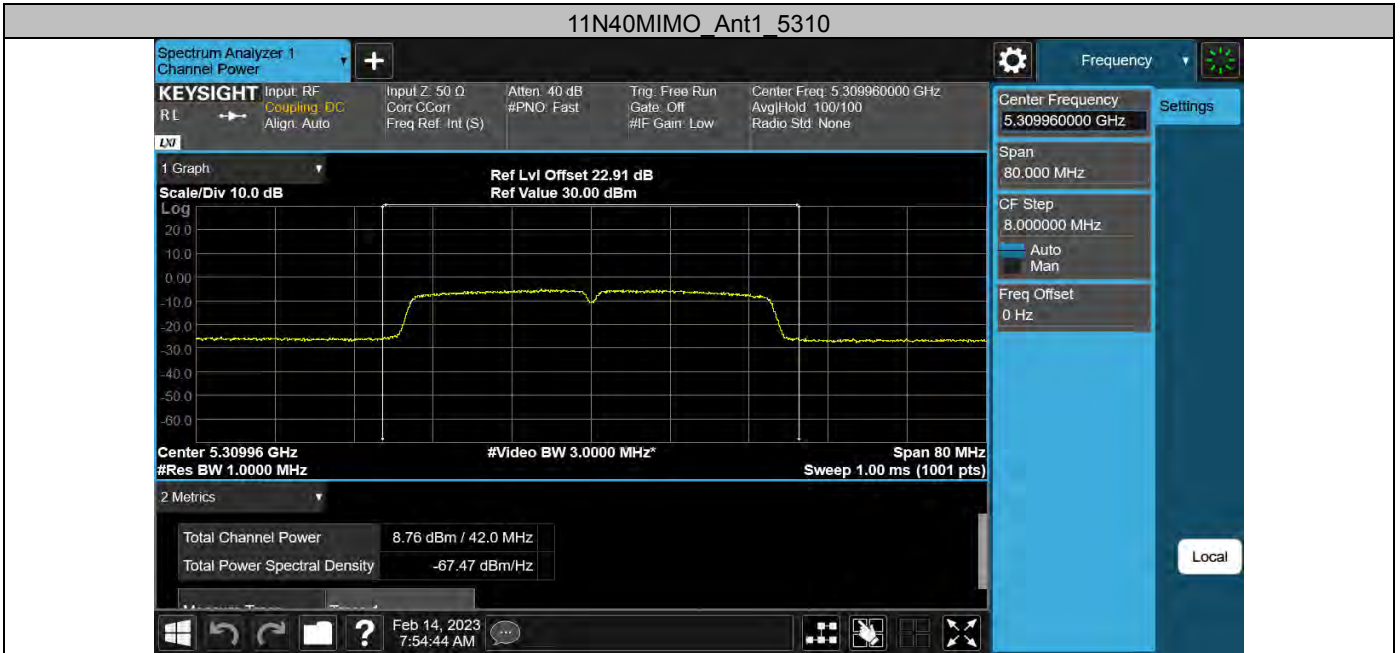 11N40MIMO_Ant1_5310
Spectrum Analyzer 1
Channel Power
+
Frequency
KEYSIGHT
RL
LXI
Input: RF
Coupling: DC
Align: Auto
Input Z: 50 Ω
Corr CCorr
Freq Ref: Int (S)
Atten: 40 dB
#PNO: Fast
Trig: Free Run
Gate: Off
#IF Gain: Low
Center Freq: 5.309960000 GHz
Avg|Hold: 100/100
Radio Std: None
Center Frequency
5.309960000 GHz
Settings
Span
80.000 MHz
CF Step
8.000000 MHz
Auto
Man
Freq Offset
0 Hz
1 Graph
Scale/Div 10.0 dB
Ref Lvl Offset 22.91 dB
Ref Value 30.00 dBm
Log
20.0
10.0
0.00
-10.0
-20.0
-30.0
-40.0
-50.0
-60.0
Center 5.30996 GHz
#Video BW 3.0000 MHz*
Span 80 MHz
#Res BW 1.0000 MHz
Sweep 1.00 ms (1001 pts)
2 Metrics
Total Channel Power 8.76 dBm / 42.0 MHz
Total Power Spectral Density -67.47 dBm/Hz
Local
?
Feb 14, 2023
7:54:44 AM